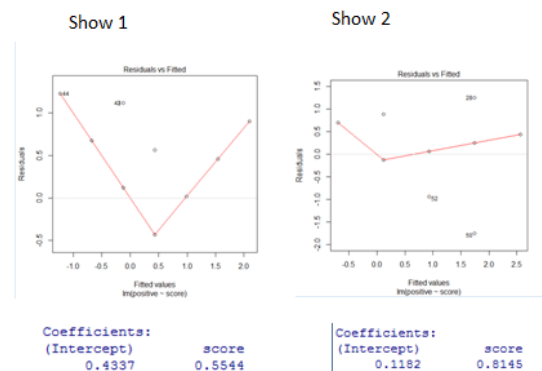 Show 1
Show 2
Residuals vs Fitted
44
43
Residuals
1.0
0.5
0.0
-0.5
-1.0 -0.5 0.0 0.5 1.0 1.5 2.0
Fitted values
lm(positive ~ score)
Residuals vs Fitted
Residuals
1.5
1.0
0.5
0.0
-0.5
-1.0
-1.5
-2.0
52
-0.5 0.0 0.5 1.0 1.5 2.0 2.5
Fitted values
lm(positive ~ score)
Coefficients:
(Intercept) score
0.4337 0.5544
Coefficients:
(Intercept) score
0.1182 0.8145